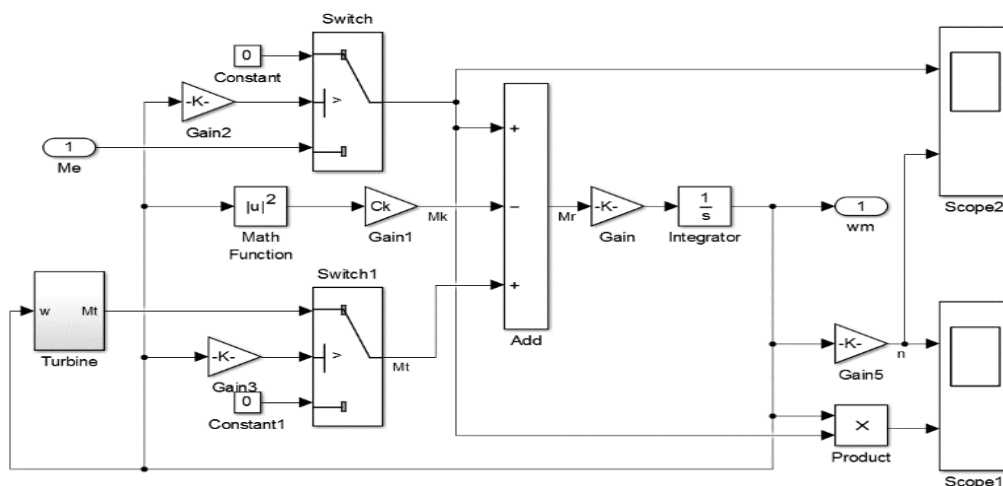 Switch
0
Constant
-K-
>
Gain2
1
Me
+
Scope2
|u|²
Math
Function
Ck
Gain1
Mk
−
Mr
-K-
Gain
1
s
Integrator
1
wm
Switch1
w
Mt
Turbine
+
Add
-K-
>
Gain3
Mt
-K-
n
Gain5
0
Constant1
X
Product
Scope1